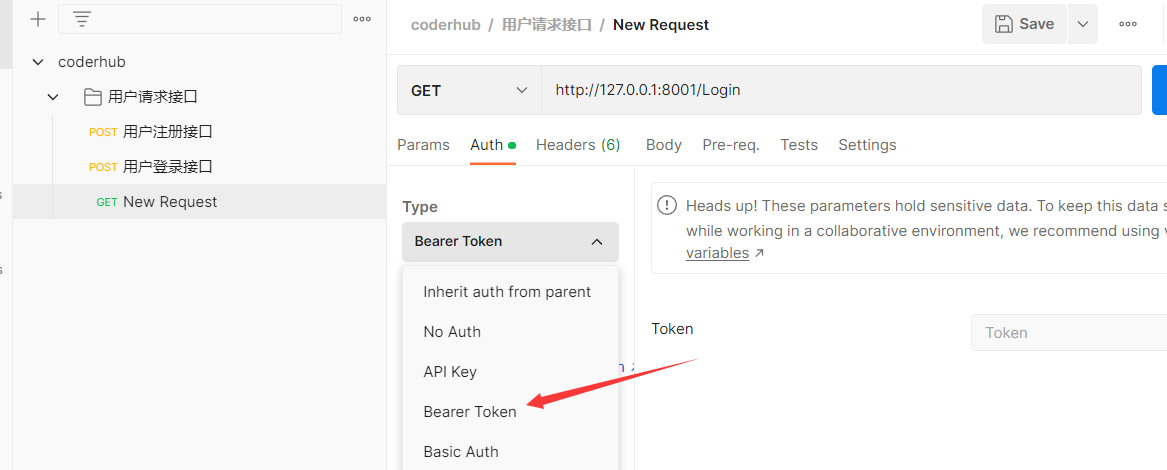 coderhub / 用户请求接口 / New Request
Save
coderhub
用户请求接口
POST 用户注册接口
POST 用户登录接口
GET New Request
GET
http://127.0.0.1:8001/Login
Params Auth Headers (6) Body Pre-req. Tests Settings
Type
Bearer Token
Inherit auth from parent
No Auth
API Key
Bearer Token
Basic Auth
Heads up! These parameters hold sensitive data. To keep this data
while working in a collaborative environment, we recommend using
variables ↗
Token
Token